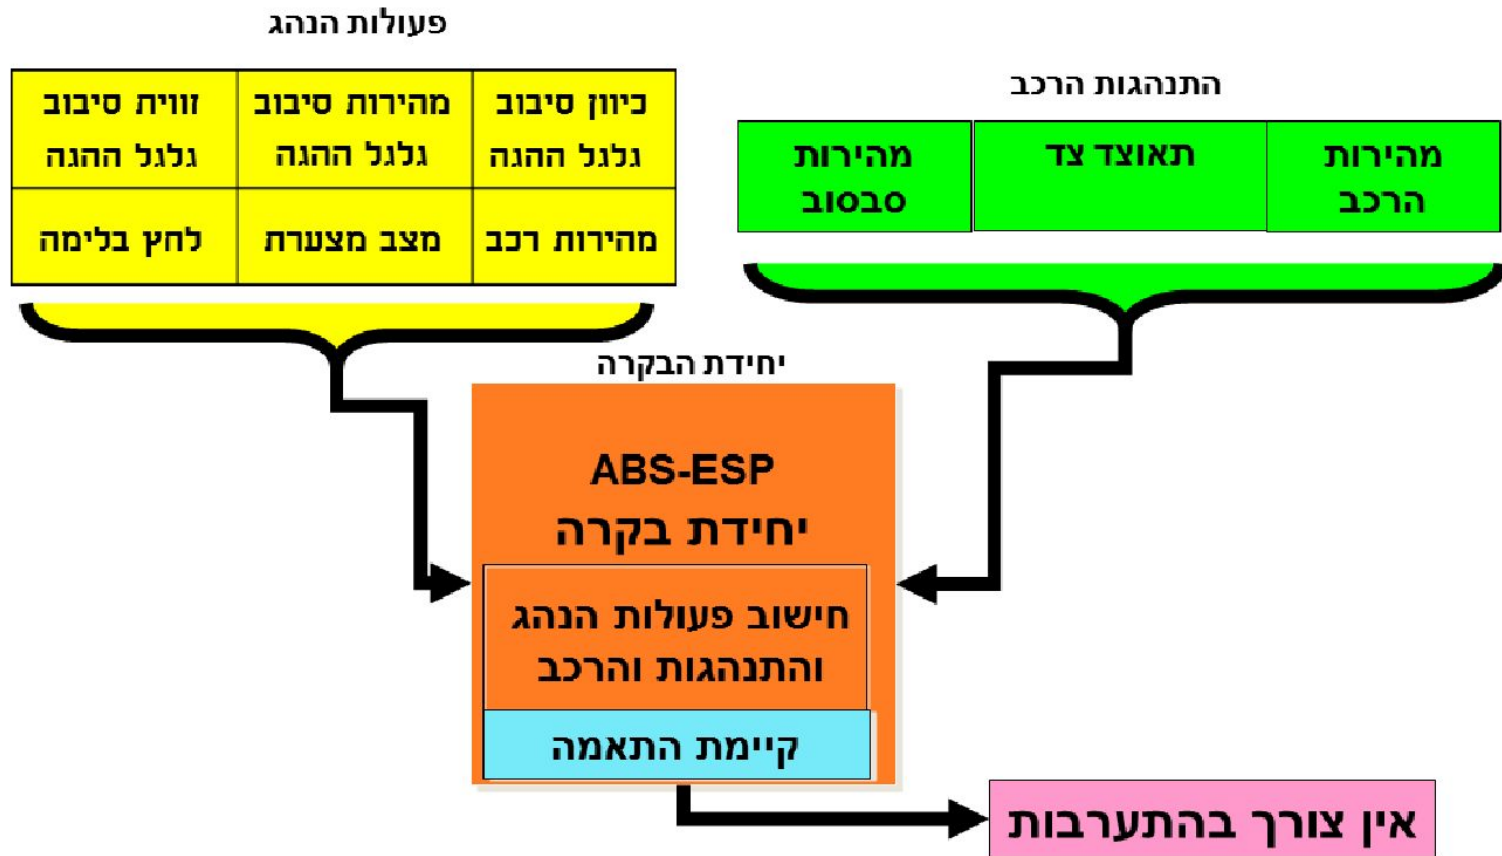 פעולות הנהג
התנהגות הרכב
כיוון סיבוב
גלגל ההגה
מהירות סיבוב
גלגל ההגה
זווית סיבוב
גלגל ההגה
מהירות רכב
מצב מצערת
לחץ בלימה
מהירות
הרכב
תאוצד צד
מהירות
סבסוב
יחידת הבקרה
ABS-ESP
יחידת בקרה
חישוב פעולות הנהג
והתנהגות והרכב
קיימת התאמה
אין צורך בהתערבות